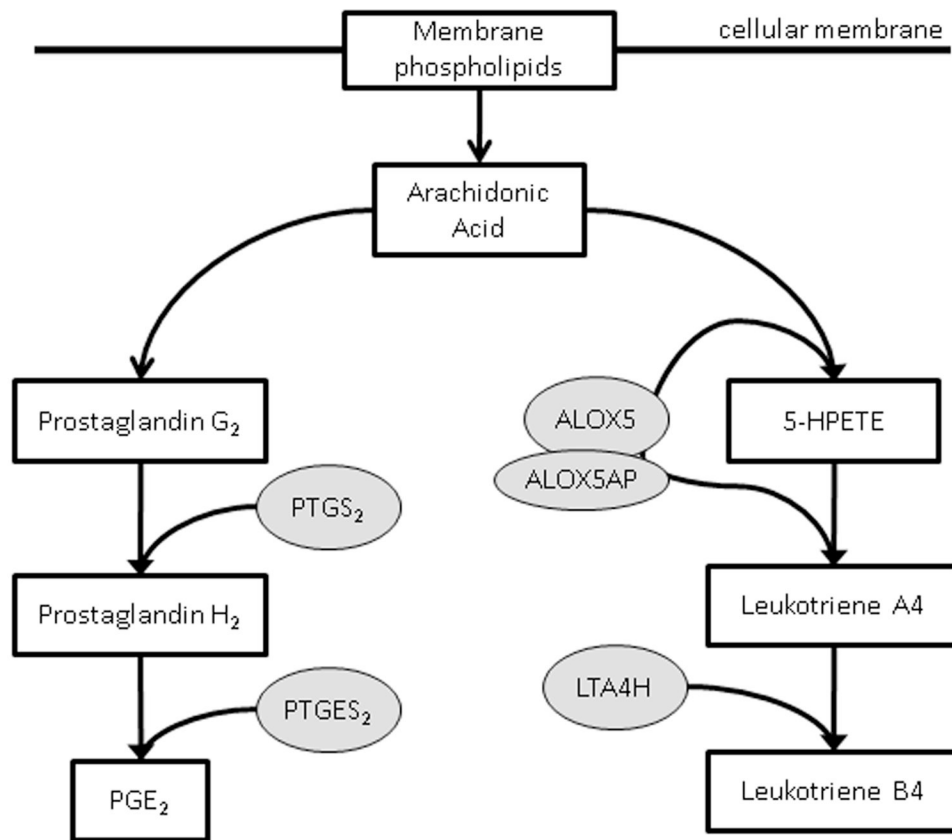 Membrane
phospholipids
cellular membrane
Arachidonic
Acid
Prostaglandin G₂
ALOX5
5-HPETE
ALOX5AP
PTGS₂
Prostaglandin H₂
Leukotriene A4
PTGES₂
LTA4H
PGE₂
Leukotriene B4